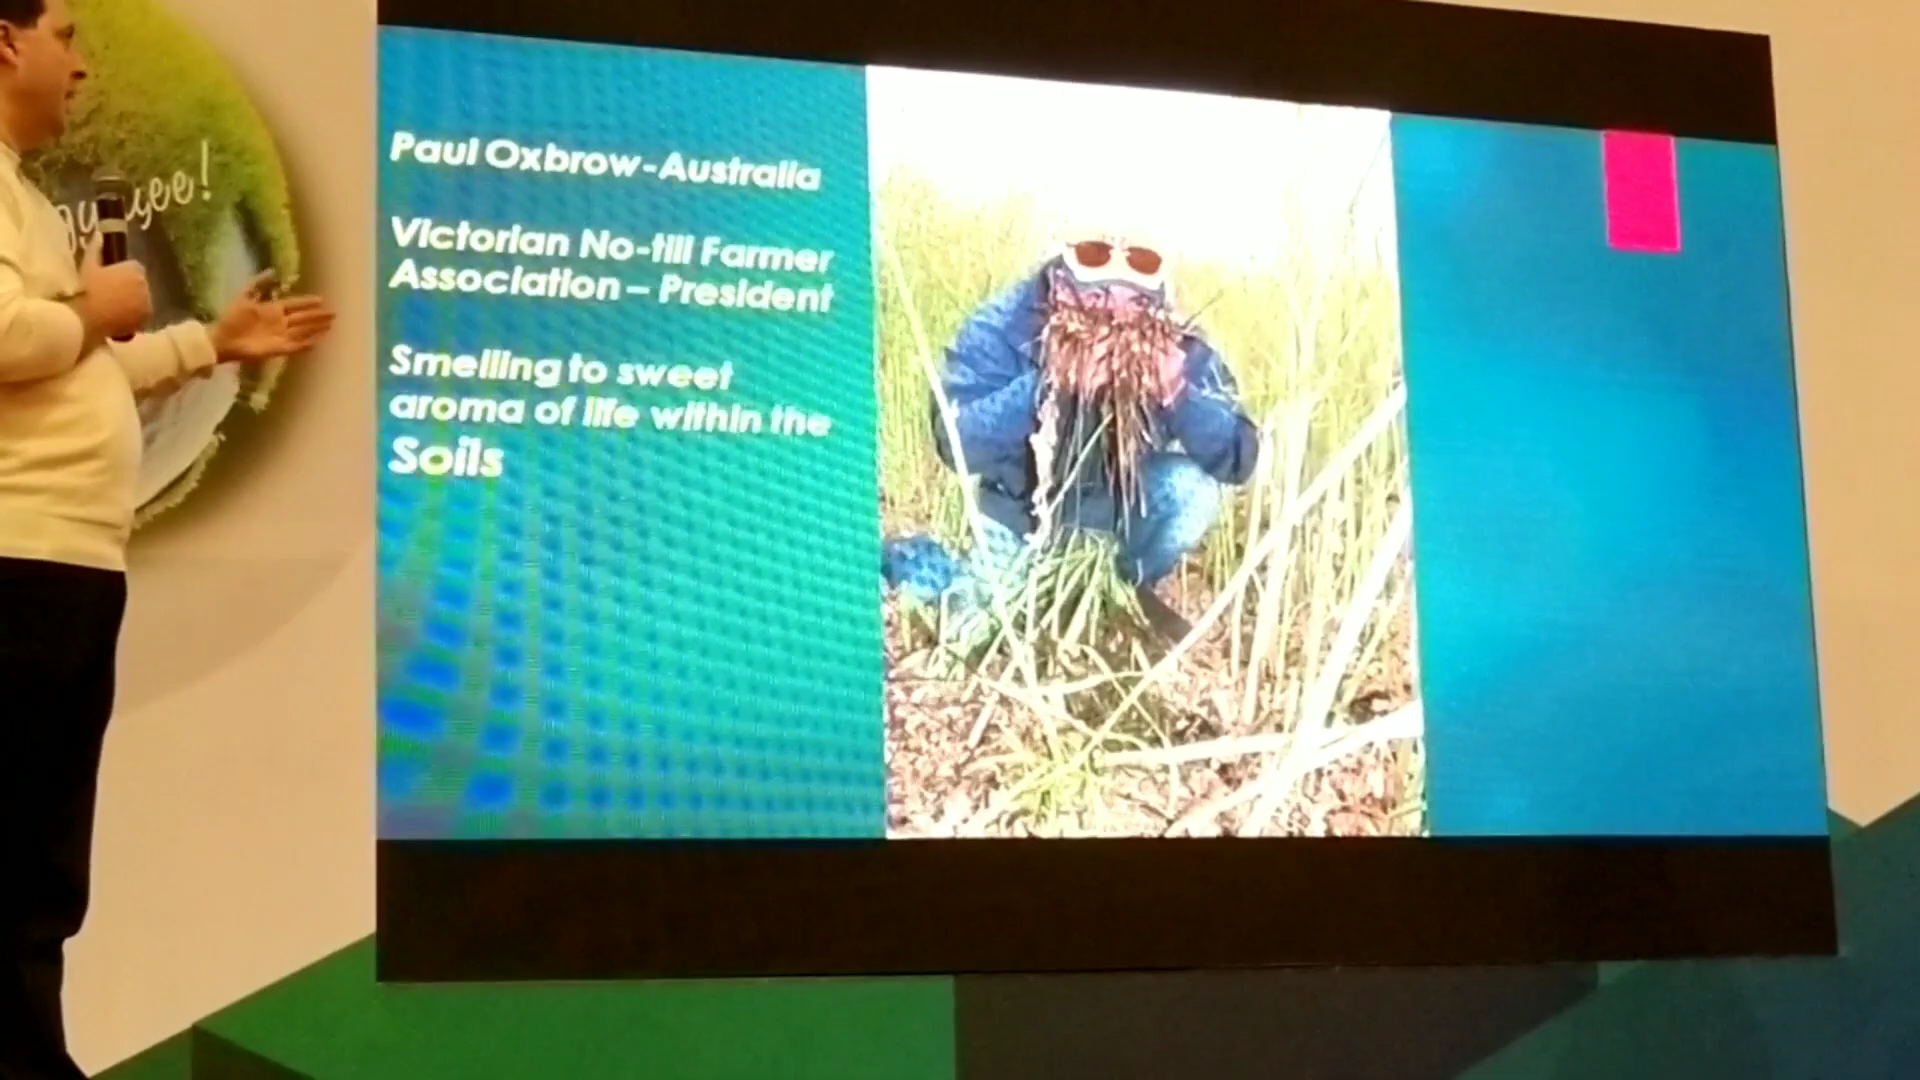 Paul Oxbrow-Australia
Victorian No-till Farmer
Association – President
Smelling to sweet
aroma of life within the
Soils